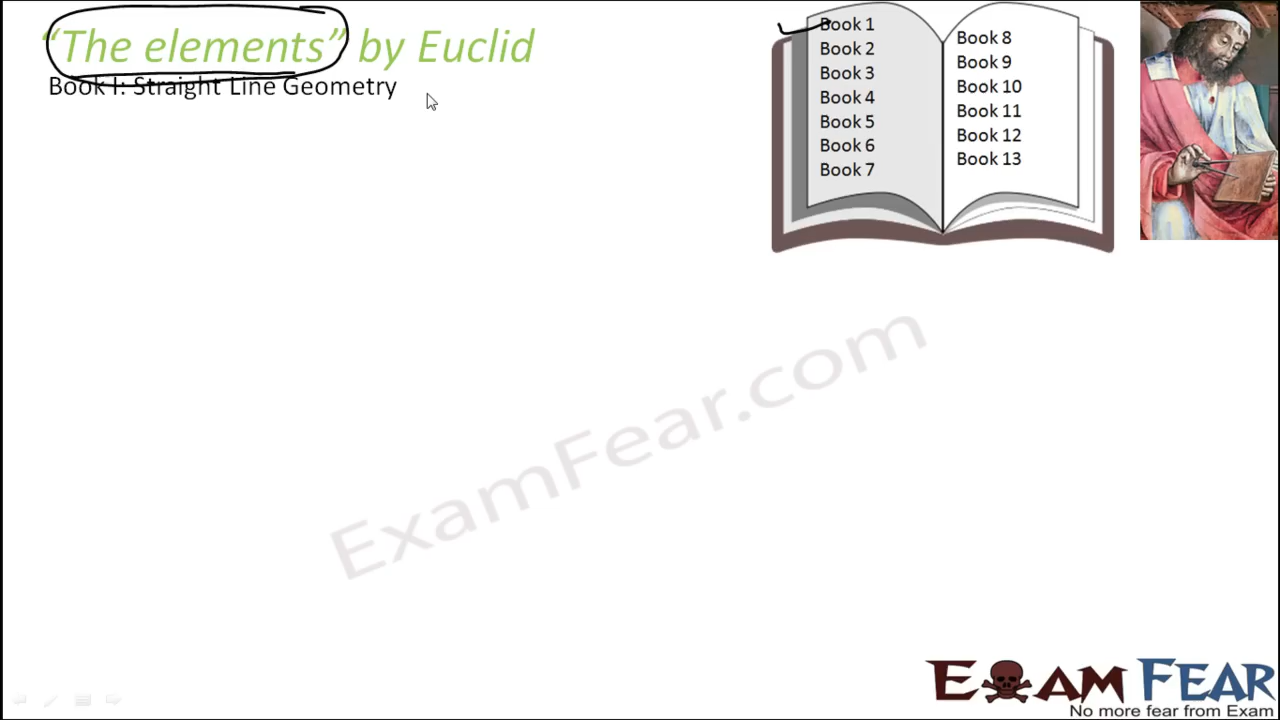 “The elements” by Euclid
Book I: Straight Line Geometry
Book 1
Book 2
Book 3
Book 4
Book 5
Book 6
Book 7
Book 8
Book 9
Book 10
Book 11
Book 12
Book 13
ExamFear.com
EXAM FEAR
No more fear from Exam